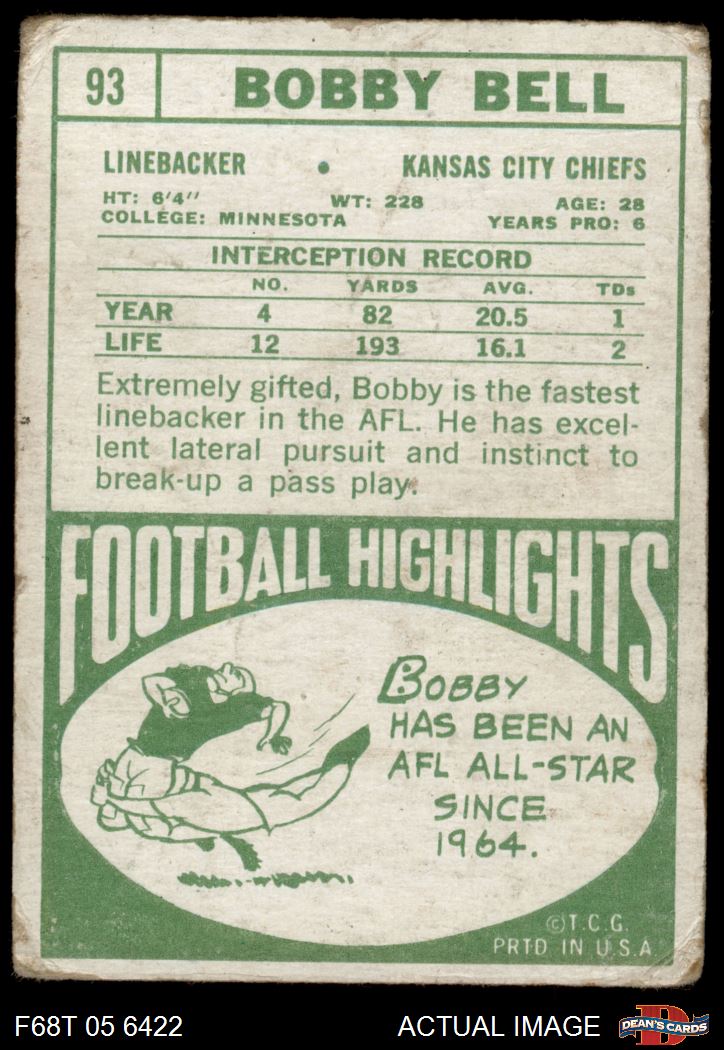 93 BOBBY BELL
LINEBACKER • KANSAS CITY CHIEFS
HT: 6'4" WT: 228 AGE: 28
COLLEGE: MINNESOTA YEARS PRO: 6
INTERCEPTION RECORD
NO. YARDS AVG. TDs
YEAR 4 82 20.5 1
LIFE 12 193 16.1 2
Extremely gifted, Bobby is the fastest
linebacker in the AFL. He has excel-
lent lateral pursuit and instinct to
break-up a pass play.
FOOTBALL HIGHLIGHTS
BOBBY
HAS BEEN AN
AFL ALL-STAR
SINCE
1964.
©T.C.G.
PRTD IN U.S.A
F68T 05 6422 ACTUAL IMAGE D DEAN'S CARDS